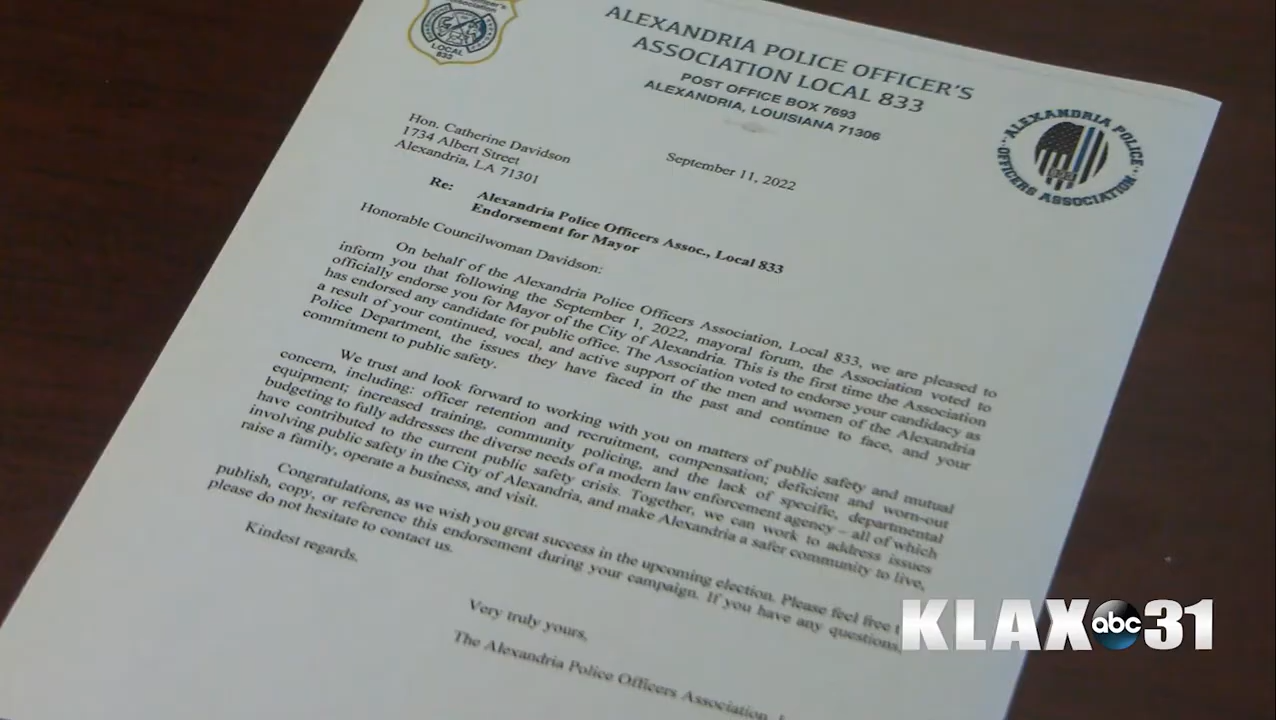 Association
LOCAL
833
ALEXANDRIA POLICE OFFICER'S
ASSOCIATION LOCAL 833
POST OFFICE BOX 7693
ALEXANDRIA, LOUISIANA 71306
ALEXANDRIA POLICE
OFFICERS ASSOCIATION
Hon. Catherine Davidson
1734 Albert Street
Alexandria, LA 71301
September 11, 2022
Re: Alexandria Police Officers Assoc., Local 833
Endorsement for Mayor
Honorable Councilwoman Davidson:
On behalf of the Alexandria Police Officers Association, Local 833, we are pleased to
inform you that following the September 1, 2022, mayoral forum, the Association voted to
officially endorse you for Mayor of the City of Alexandria. This is the first time the Association
has endorsed any candidate for public office. The Association voted to endorse your candidacy as
a result of your continued, vocal, and active support of the men and women of the Alexandria
Police Department, the issues they have faced in the past and continue to face, and your
commitment to public safety.
We trust and look forward to working with you on matters of public safety and mutual
concern, including: officer retention and recruitment, compensation; deficient and worn-out
equipment; increased training, community policing, and the lack of specific, departmental
budgeting to fully addresses the diverse needs of a modern law enforcement agency – all of which
have contributed to the current public safety crisis. Together, we can work to address issues
involving public safety in the City of Alexandria, and make Alexandria a safer community to live,
raise a family, operate a business, and visit.
Congratulations, as we wish you great success in the upcoming election. Please feel free
publish, copy, or reference this endorsement during your campaign. If you have any questions,
please do not hesitate to contact us.
Kindest regards,
Very truly yours,
The Alexandria Police Officers Association,
KLAX abc 31